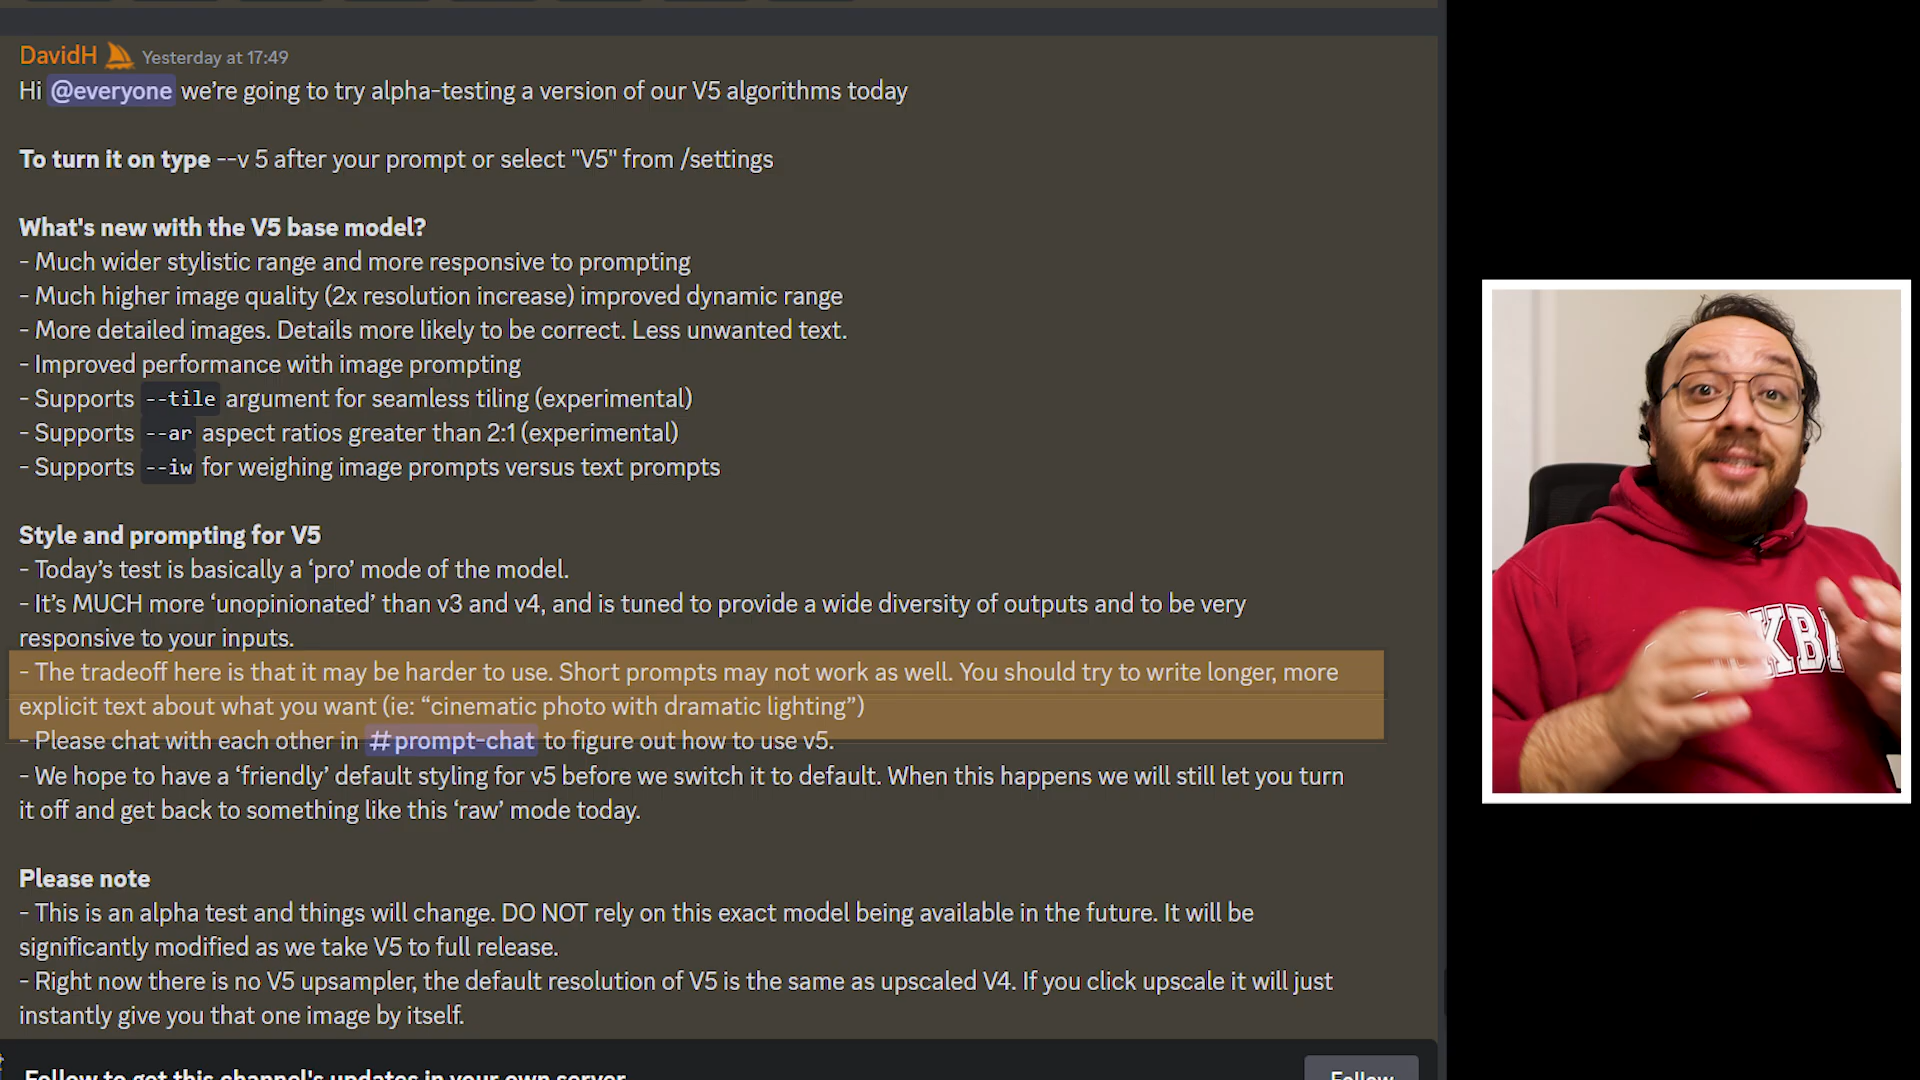 DavidH Yesterday at 17:49
Hi @everyone we’re going to try alpha-testing a version of our V5 algorithms today
To turn it on type --v 5 after your prompt or select "V5" from /settings
What's new with the V5 base model?
- Much wider stylistic range and more responsive to prompting
- Much higher image quality (2x resolution increase) improved dynamic range
- More detailed images. Details more likely to be correct. Less unwanted text.
- Improved performance with image prompting
- Supports --tile argument for seamless tiling (experimental)
- Supports --ar aspect ratios greater than 2:1 (experimental)
- Supports --iw for weighing image prompts versus text prompts
Style and prompting for V5
- Today’s test is basically a ‘pro’ mode of the model.
- It’s MUCH more ‘unopinionated’ than v3 and v4, and is tuned to provide a wide diversity of outputs and to be very
responsive to your inputs.
- The tradeoff here is that it may be harder to use. Short prompts may not work as well. You should try to write longer, more
explicit text about what you want (ie: “cinematic photo with dramatic lighting”)
- Please chat with each other in #prompt-chat to figure out how to use v5.
- We hope to have a ‘friendly’ default styling for v5 before we switch it to default. When this happens we will still let you turn
it off and get back to something like this ‘raw’ mode today.
Please note
- This is an alpha test and things will change. DO NOT rely on this exact model being available in the future. It will be
significantly modified as we take V5 to full release.
- Right now there is no V5 upsampler, the default resolution of V5 is the same as upscaled V4. If you click upscale it will just
instantly give you that one image by itself.
Follow to get this channel's updates in your own server
Follow